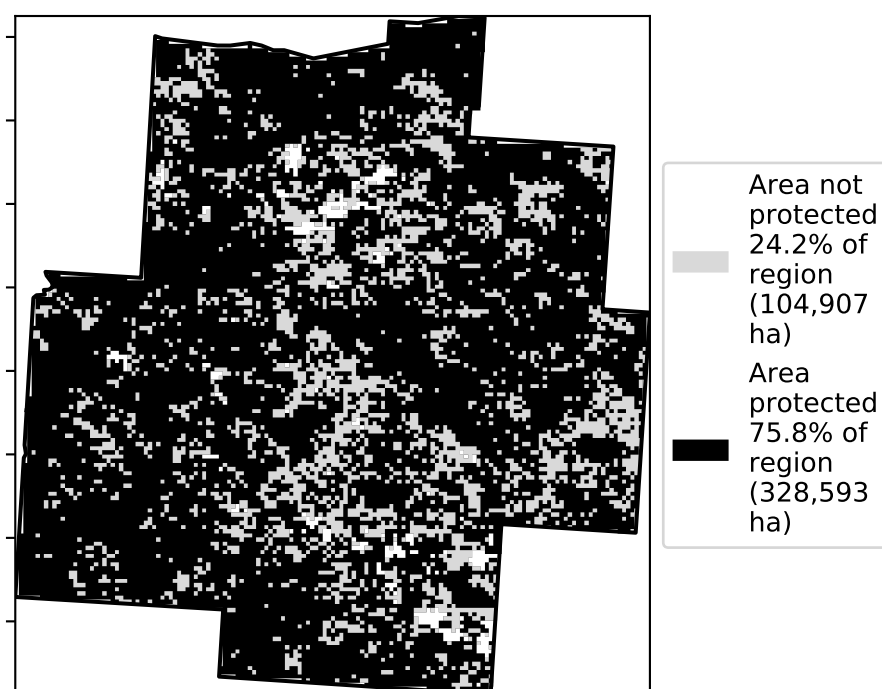 Area not
protected
24.2% of
region
(104,907
ha)
Area
protected
75.8% of
region
(328,593
ha)